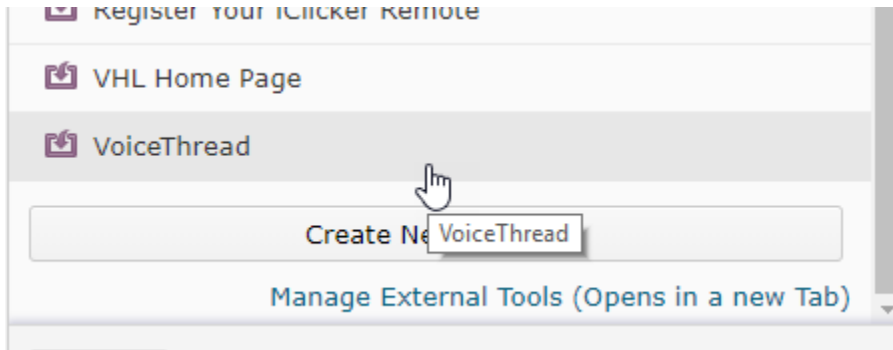 Register Your iClicker Remote
VHL Home Page
VoiceThread
Create Ne
VoiceThread
Manage External Tools (Opens in a new Tab)